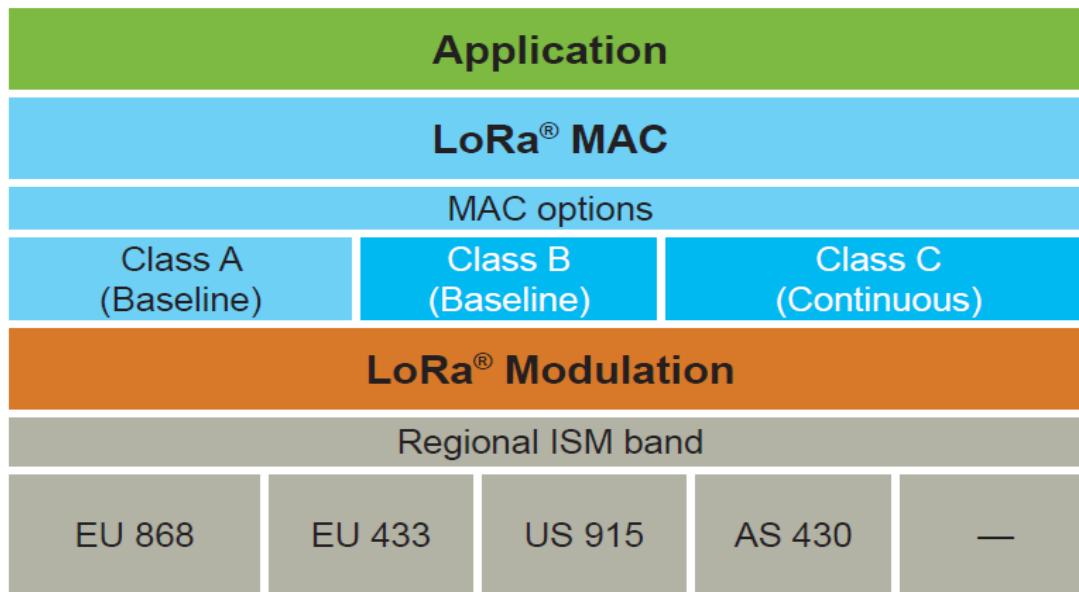 Application
LoRa® MAC
MAC options
Class A
(Baseline)
Class B
(Baseline)
Class C
(Continuous)
LoRa® Modulation
Regional ISM band
EU 868
EU 433
US 915
AS 430
—